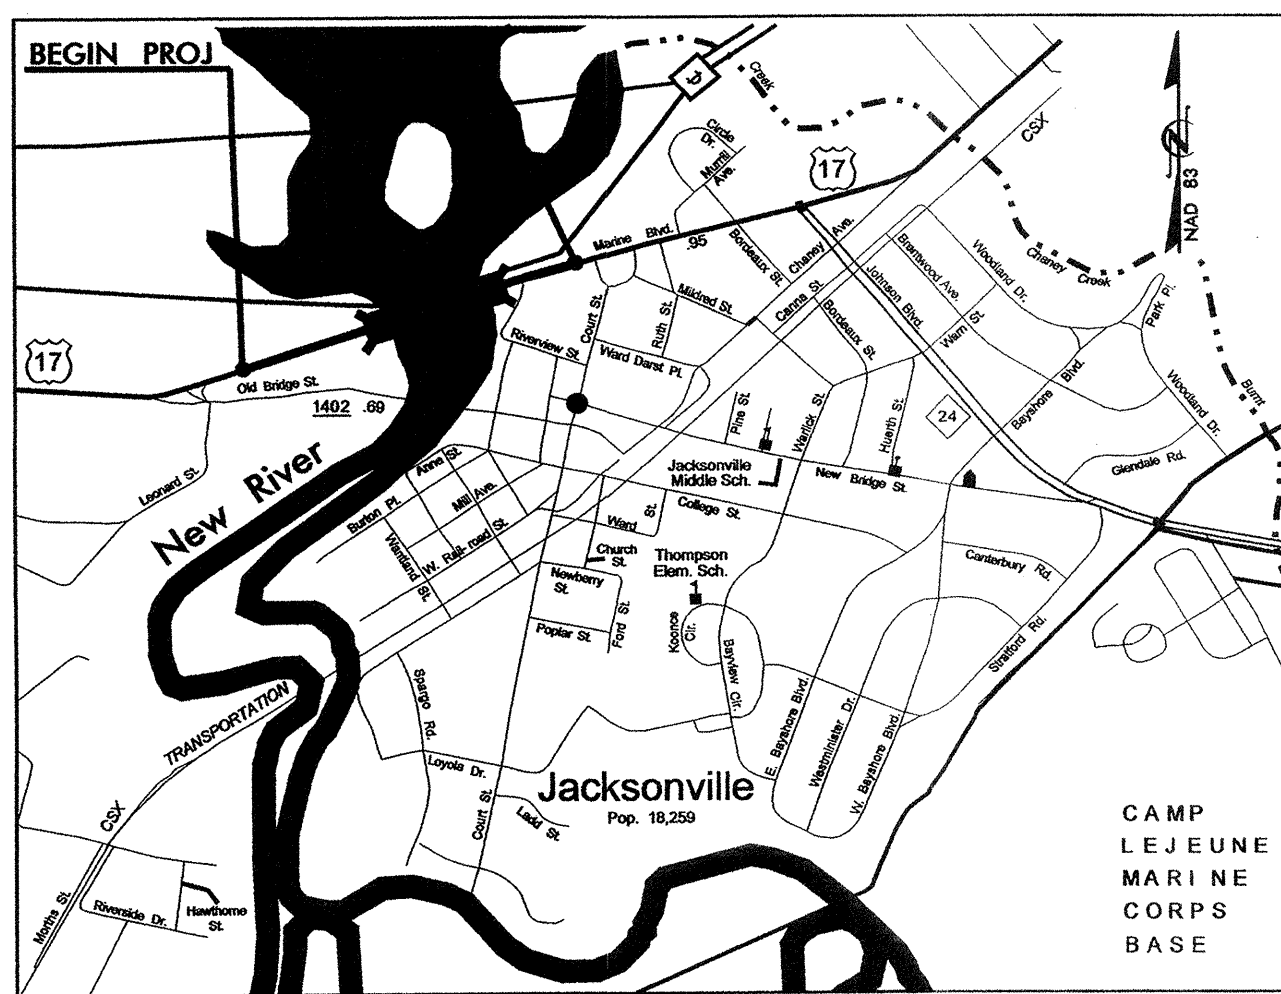 BEGIN PROJ
Creek
CSX
Circle
Dr.
Murrill
Ave.
17
NAD 83
N
Marine Blvd.
.95
Bordeaux St.
Chaney Ave.
Brentwood Ave.
Woodland Dr.
Chaney
Creek
Johnson Blvd.
Mildred St.
Canna St.
Park Pl.
Court St.
Ruth St.
Bordeaux St.
Warn St.
Riverview St.
Ward Darst Pl.
17
Old Bridge St.
1402 .69
Bayshore Blvd.
Woodland Dr.
Burnt
Pine St.
Warlick St.
Huerth St.
24
New River
Leonard St.
Anne St.
Jacksonville
Middle Sch.
New Bridge St.
Glendale Rd.
Burton Pl.
Mill Ave.
Ward St.
College St.
Wantland St.
W. Rail-road St.
Church
St.
Thompson
Elem. Sch.
Canterbury Rd.
Newberry
St.
Ford St.
Poplar St.
Koonce
Cir.
Bayview Cir.
Stratford Rd.
Spargo Rd.
TRANSPORTATION
E. Bayshore Blvd.
Westminister Dr.
W. Bayshore Blvd.
Loyola Dr.
Jacksonville
Pop. 18,259
Court St.
Ladd St.
CSX
CAMP
LEJEUNE
MARINE
CORPS
BASE
Morths St.
Riverside Dr.
Hawthorne
St.